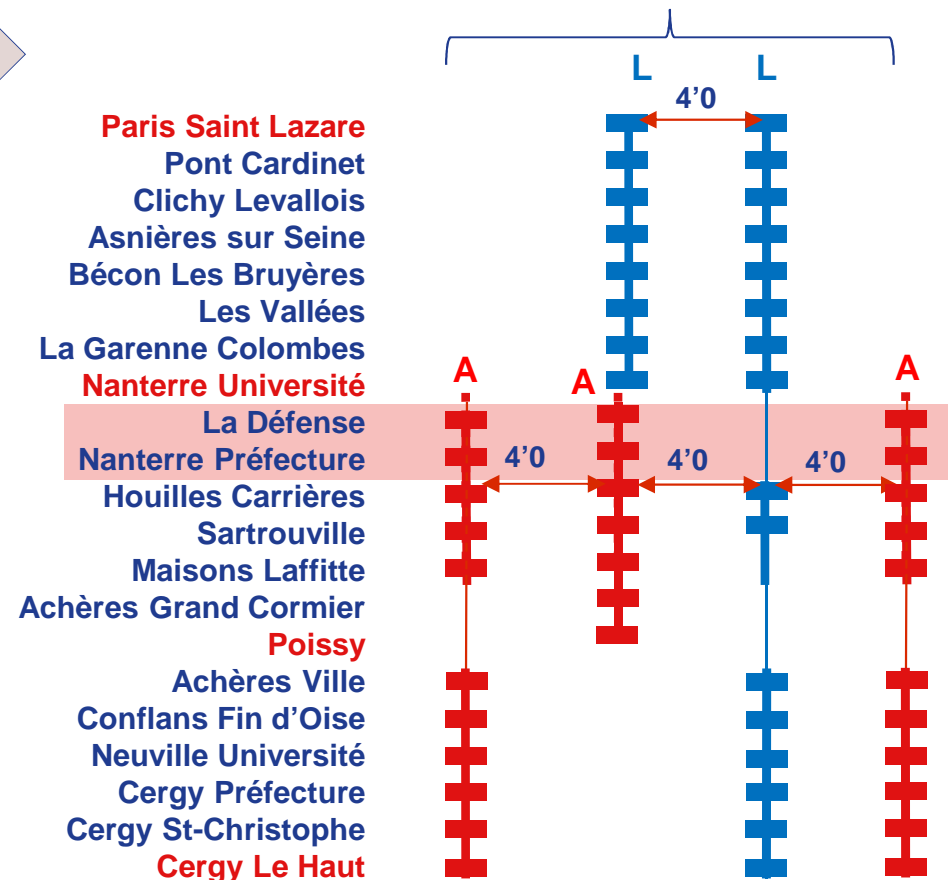 L L
4’0
Paris Saint Lazare
Pont Cardinet
Clichy Levallois
Asnières sur Seine
Bécon Les Bruyères
Les Vallées
La Garenne Colombes
Nanterre Université A A A
La Défense
Nanterre Préfecture 4’0 4’0 4’0
Houilles Carrières
Sartrouville
Maisons Laffitte
Achères Grand Cormier
Poissy
Achères Ville
Conflans Fin d’Oise
Neuville Université
Cergy Préfecture
Cergy St-Christophe
Cergy Le Haut